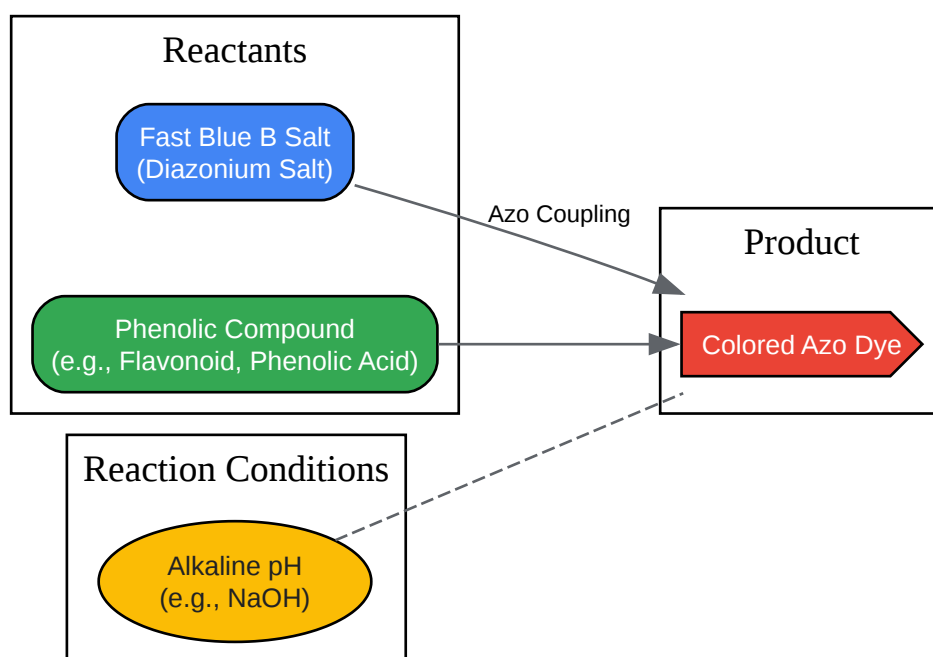 Reactants
Fast Blue B Salt
(Diazonium Salt)
Azo Coupling
Product
Phenolic Compound
(e.g., Flavonoid, Phenolic Acid)
Colored Azo Dye
Reaction Conditions
Alkaline pH
(e.g., NaOH)